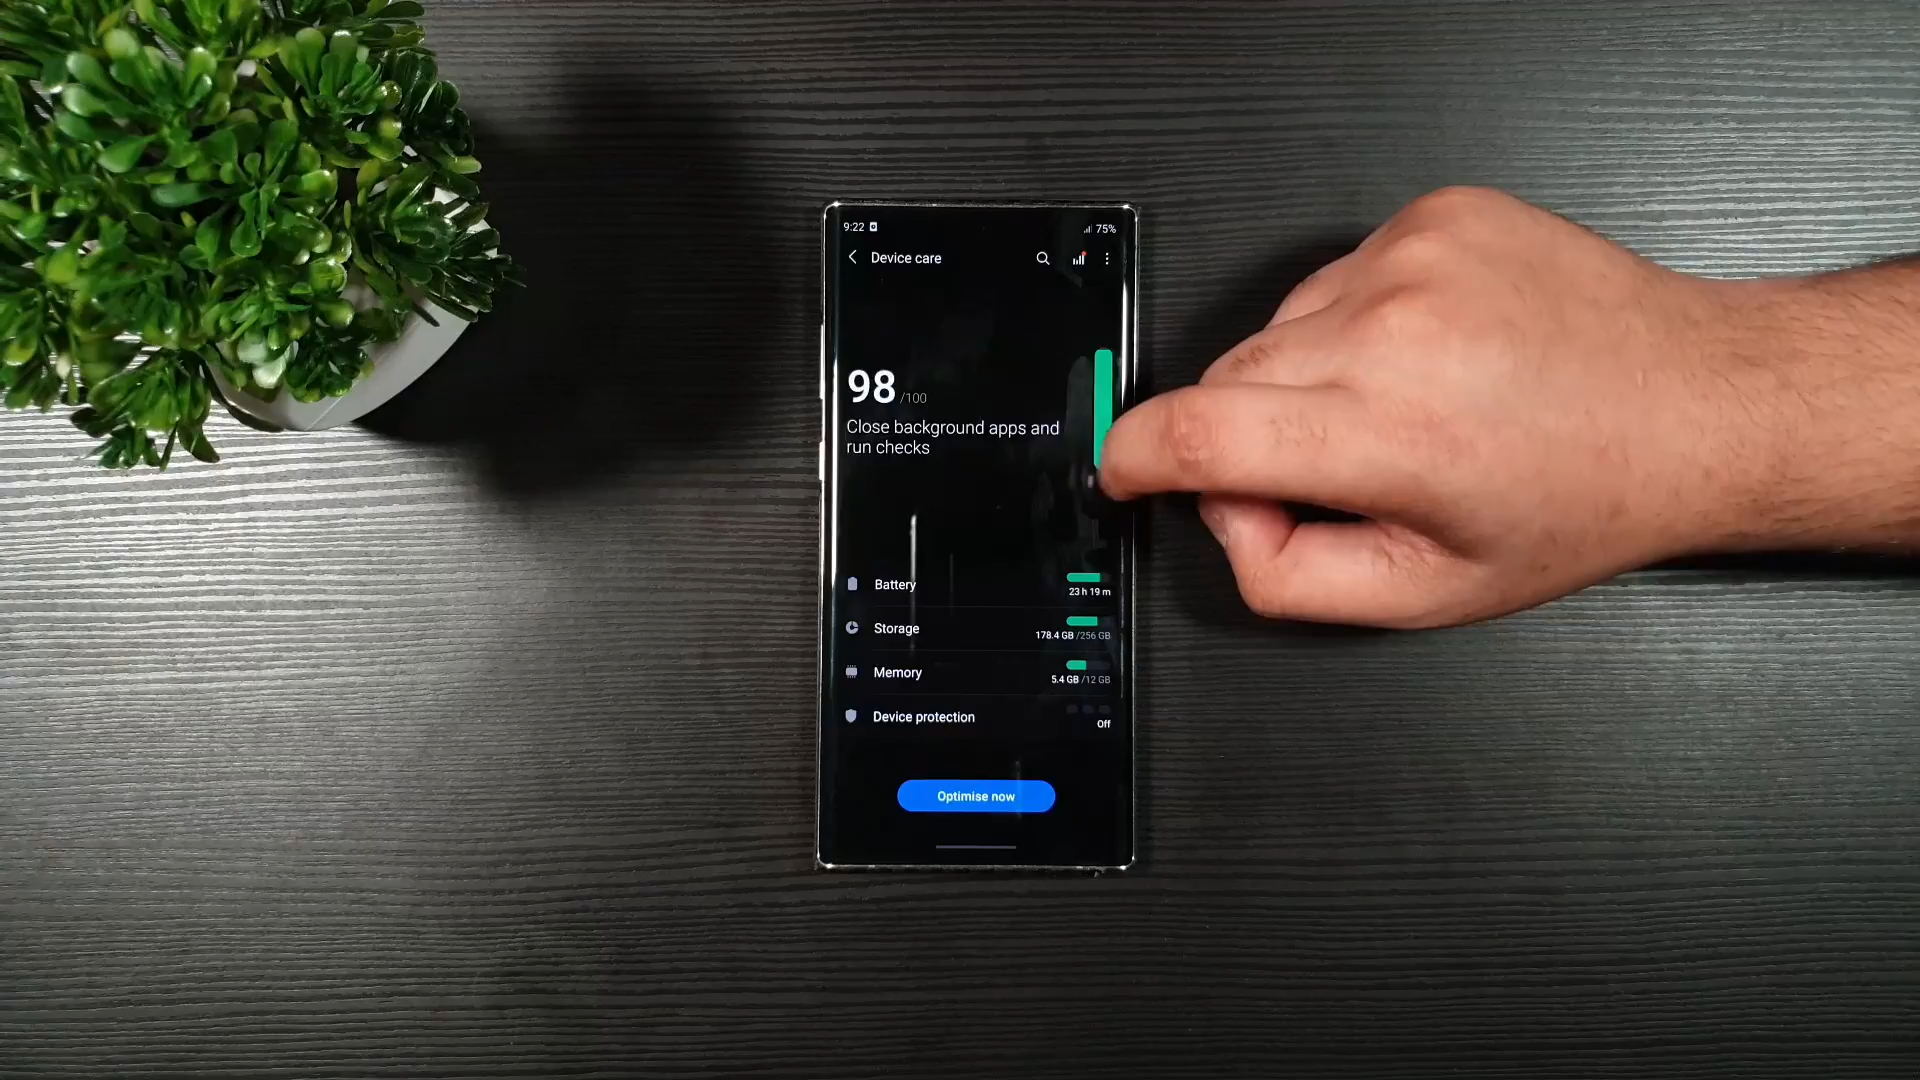 9:22
75%
Device care
98 /100
Close background apps and
run checks
Battery
23 h 19 m
Storage
178.4 GB /256 GB
Memory
5.4 GB /12 GB
Device protection
Off
Optimise now